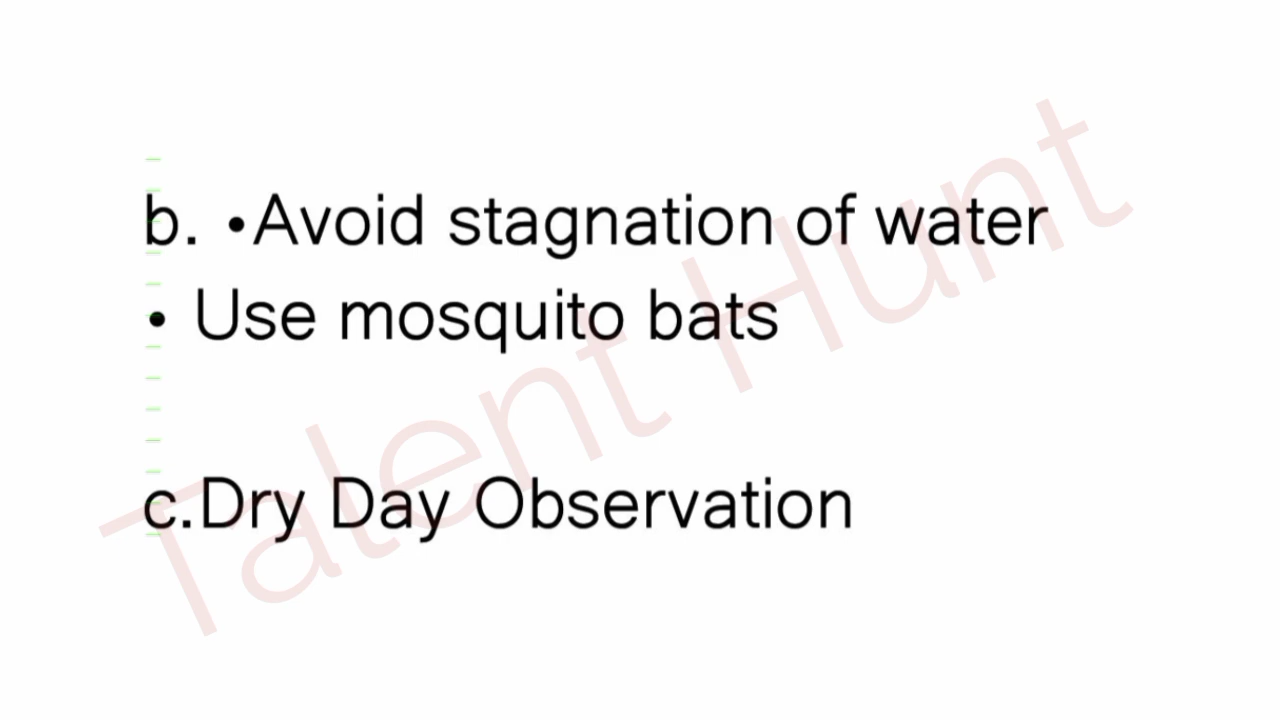 b. •Avoid stagnation of water
• Use mosquito bats
c.Dry Day Observation
Talent Hunt